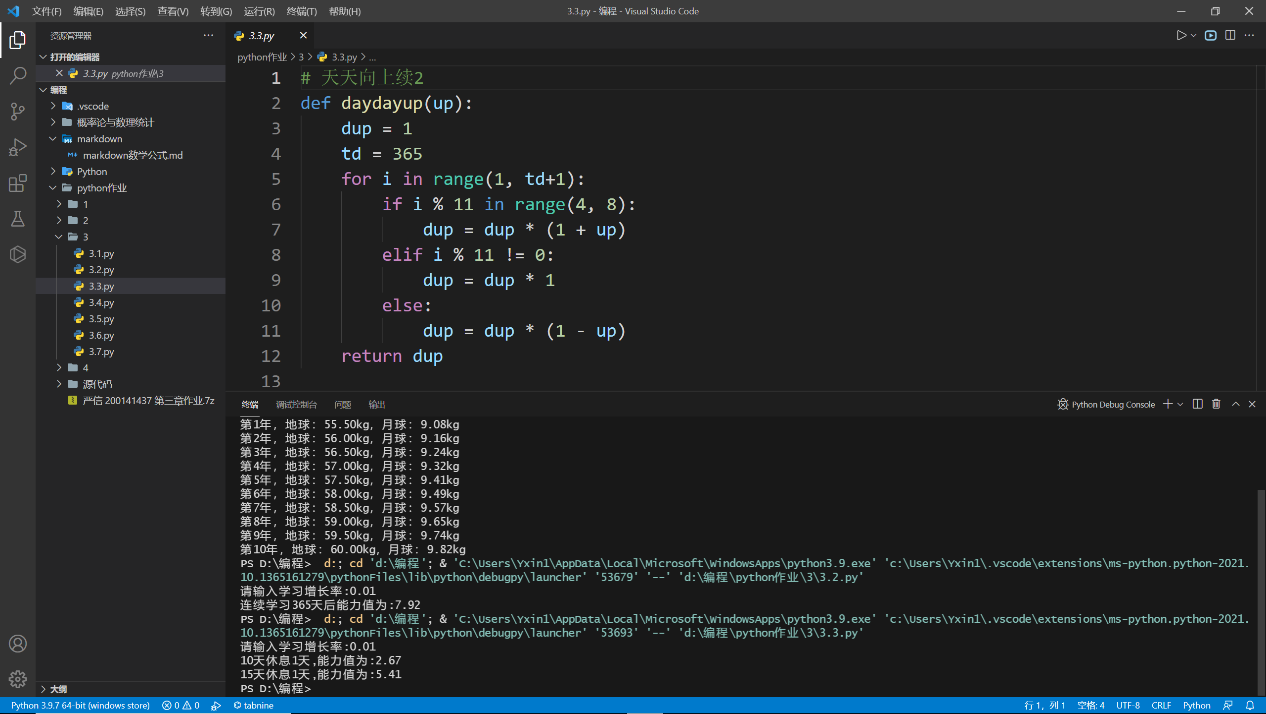 文件(F) 编辑(E) 选择(S) 查看(V) 转到(G) 运行(R) 终端(T) 帮助(H)
3.3.py - 编程 - Visual Studio Code
资源管理器
打开的编辑器
3.3.py python作业\3
编程
.vscode
概率论与数理统计
markdown
markdown数学公式.md
Python
python作业
1
2
3
3.1.py
3.2.py
3.3.py
3.4.py
3.5.py
3.6.py
3.7.py
4
源代码
严信 200141437 第三章作业.7z
大纲
3.3.py
python作业 > 3 > 3.3.py > ...
1 # 天天向上续2
2 def daydayup(up):
3 dup = 1
4 td = 365
5 for i in range(1, td+1):
6 if i % 11 in range(4, 8):
7 dup = dup * (1 + up)
8 elif i % 11 != 0:
9 dup = dup * 1
10 else:
11 dup = dup * (1 - up)
12 return dup
13
终端 调试控制台 问题 输出
Python Debug Console
第1年, 地球: 55.50kg, 月球: 9.08kg
第2年, 地球: 56.00kg, 月球: 9.16kg
第3年, 地球: 56.50kg, 月球: 9.24kg
第4年, 地球: 57.00kg, 月球: 9.32kg
第5年, 地球: 57.50kg, 月球: 9.41kg
第6年, 地球: 58.00kg, 月球: 9.49kg
第7年, 地球: 58.50kg, 月球: 9.57kg
第8年, 地球: 59.00kg, 月球: 9.65kg
第9年, 地球: 59.50kg, 月球: 9.74kg
第10年, 地球: 60.00kg, 月球: 9.82kg
PS D:\编程> d:; cd 'd:\编程'; & 'C:\Users\Yxin1\AppData\Local\Microsoft\WindowsApps\python3.9.exe' 'c:\Users\Yxin1\.vscode\extensions\ms-python.python-2021.
10.1365161279\pythonFiles\lib\python\debugpy\launcher' '53679' '--' 'd:\编程\python作业\3\3.2.py'
请输入学习增长率:0.01
连续学习365天后能力值为:7.92
PS D:\编程> d:; cd 'd:\编程'; & 'C:\Users\Yxin1\AppData\Local\Microsoft\WindowsApps\python3.9.exe' 'c:\Users\Yxin1\.vscode\extensions\ms-python.python-2021.
10.1365161279\pythonFiles\lib\python\debugpy\launcher' '53693' '--' 'd:\编程\python作业\3\3.3.py'
请输入学习增长率:0.01
10天休息1天,能力值为:2.67
15天休息1天,能力值为:5.41
PS D:\编程>
Python 3.9.7 64-bit (windows store) 0 0 tabnine
行 1, 列 1 空格: 4 UTF-8 CRLF Python